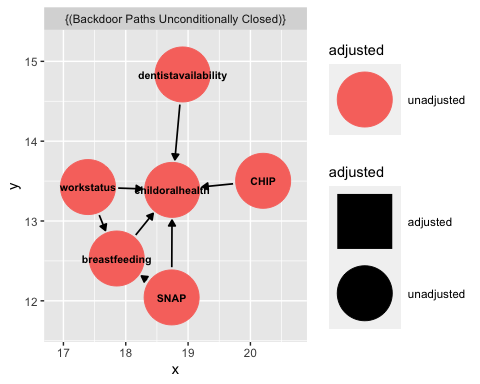 {(Backdoor Paths Unconditionally Closed)}
15
14
13
12
y
17
18
19
20
x
dentistavailability
workstatus
childoralhealth
CHIP
breastfeeding
SNAP
adjusted
unadjusted
adjusted
adjusted
unadjusted